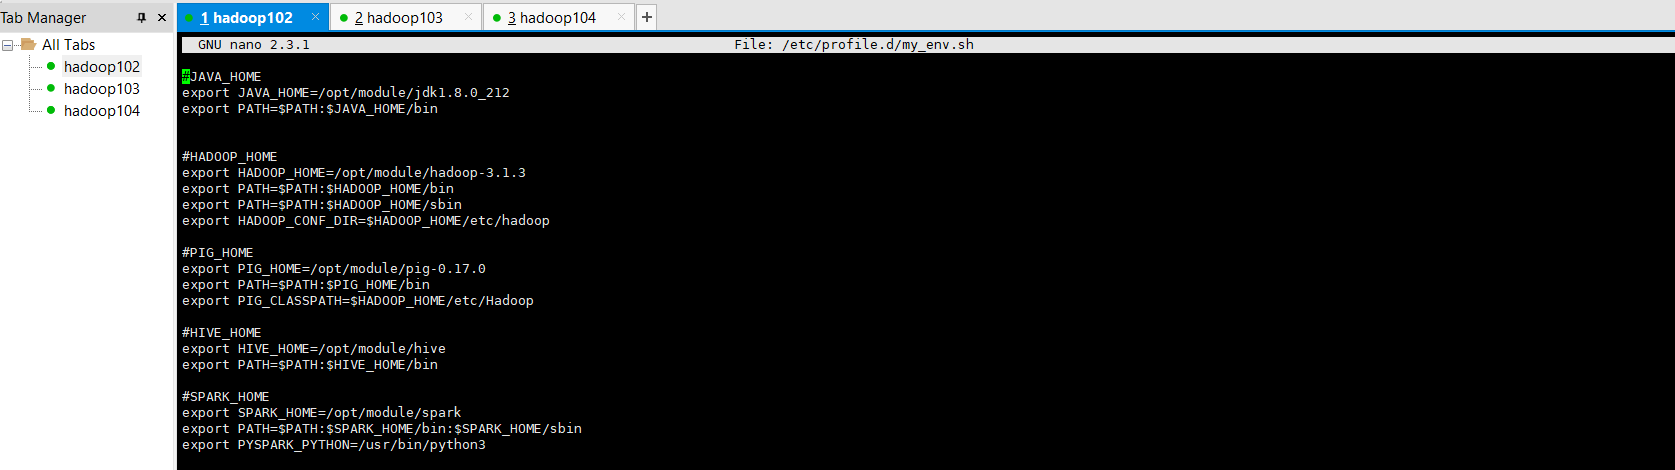 Tab Manager
All Tabs
hadoop102
hadoop103
hadoop104
1 hadoop102
2 hadoop103
3 hadoop104
GNU nano 2.3.1 File: /etc/profile.d/my_env.sh
#JAVA_HOME
export JAVA_HOME=/opt/module/jdk1.8.0_212
export PATH=$PATH:$JAVA_HOME/bin
#HADOOP_HOME
export HADOOP_HOME=/opt/module/hadoop-3.1.3
export PATH=$PATH:$HADOOP_HOME/bin
export PATH=$PATH:$HADOOP_HOME/sbin
export HADOOP_CONF_DIR=$HADOOP_HOME/etc/hadoop
#PIG_HOME
export PIG_HOME=/opt/module/pig-0.17.0
export PATH=$PATH:$PIG_HOME/bin
export PIG_CLASSPATH=$HADOOP_HOME/etc/Hadoop
#HIVE_HOME
export HIVE_HOME=/opt/module/hive
export PATH=$PATH:$HIVE_HOME/bin
#SPARK_HOME
export SPARK_HOME=/opt/module/spark
export PATH=$PATH:$SPARK_HOME/bin:$SPARK_HOME/sbin
export PYSPARK_PYTHON=/usr/bin/python3